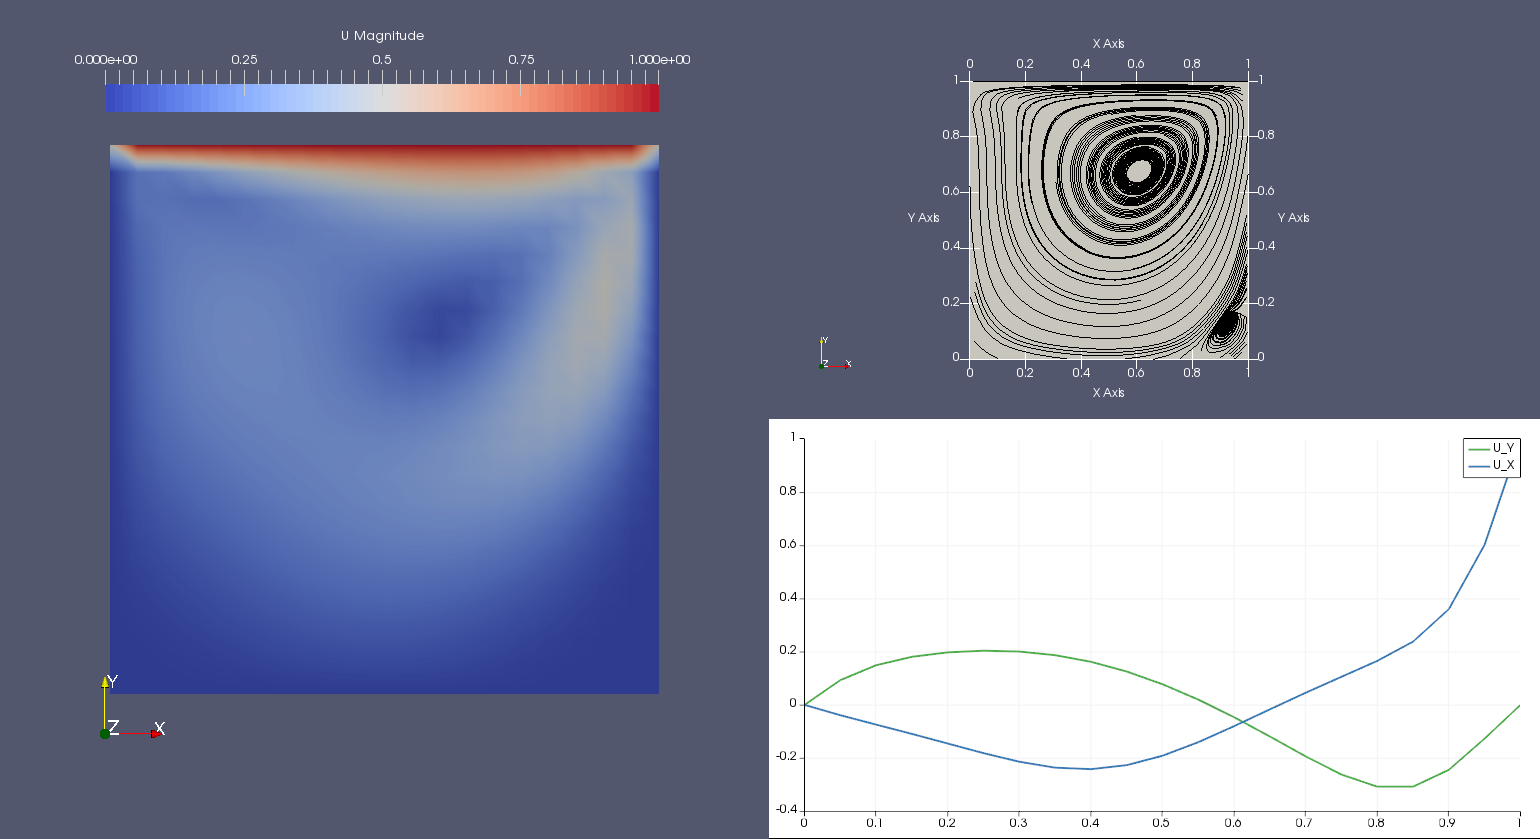 U Magnitude
0.000e+00 0.25 0.5 0.75 1.000e+00
Y
Z X
X Axis
0 0.2 0.4 0.6 0.8 1
1 1
0.8 0.8
0.6 0.6
Y Axis Y Axis
0.4 0.4
0.2 0.2
0 0
0 0.2 0.4 0.6 0.8 1
X Axis
Y
Z X
1
0.8
0.6
0.4
0.2
0
-0.2
-0.4
0 0.1 0.2 0.3 0.4 0.5 0.6 0.7 0.8 0.9 1
U_Y
U_X